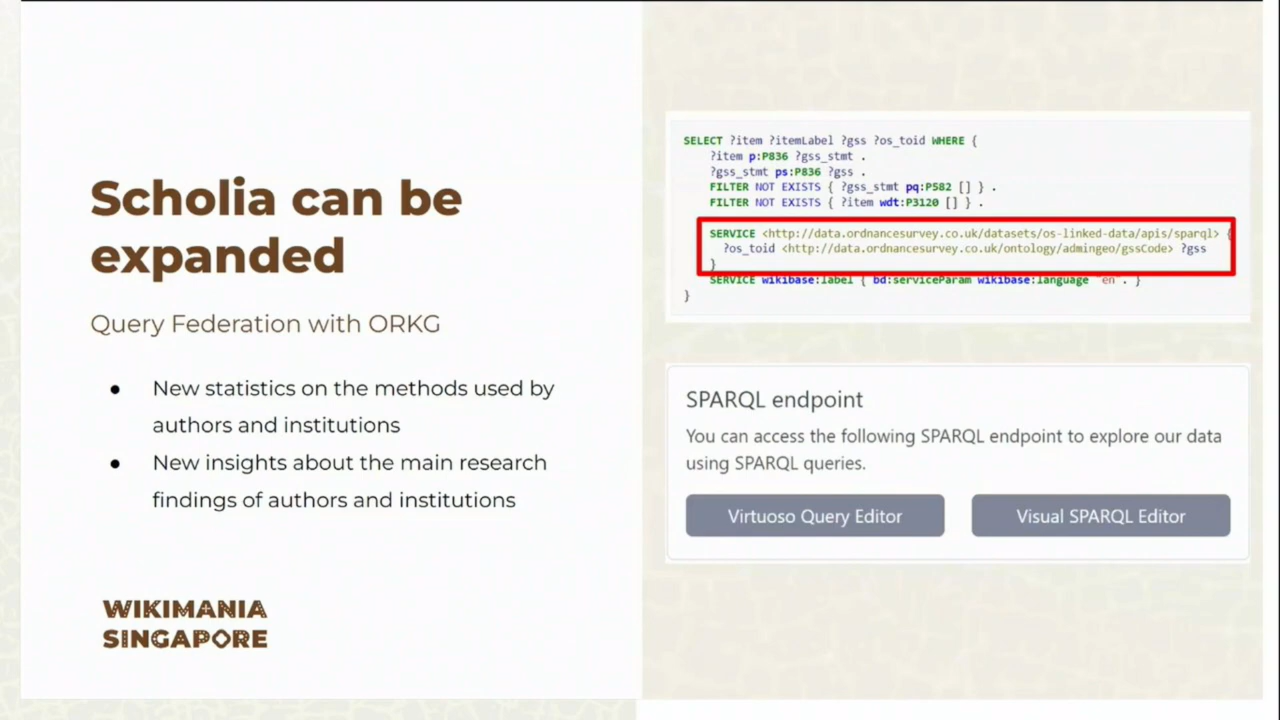 Scholia can be
expanded
Query Federation with ORKG
● New statistics on the methods used by
authors and institutions
● New insights about the main research
findings of authors and institutions
WIKIMANIA
SINGAPORE
SELECT ?item ?itemLabel ?gss ?os_toid WHERE {
?item p:P836 ?gss_stmt .
?gss_stmt ps:P836 ?gss .
FILTER NOT EXISTS { ?gss_stmt pq:P582 [] } .
FILTER NOT EXISTS { ?item wdt:P3120 [] } .
SERVICE <http://data.ordnancesurvey.co.uk/datasets/os-linked-data/apis/sparql> {
?os_toid <http://data.ordnancesurvey.co.uk/ontology/admingeo/gssCode> ?gss
}
SERVICE wikibase:label { bd:serviceParam wikibase:language "en". }
}
SPARQL endpoint
You can access the following SPARQL endpoint to explore our data
using SPARQL queries.
Virtuoso Query Editor
Visual SPARQL Editor